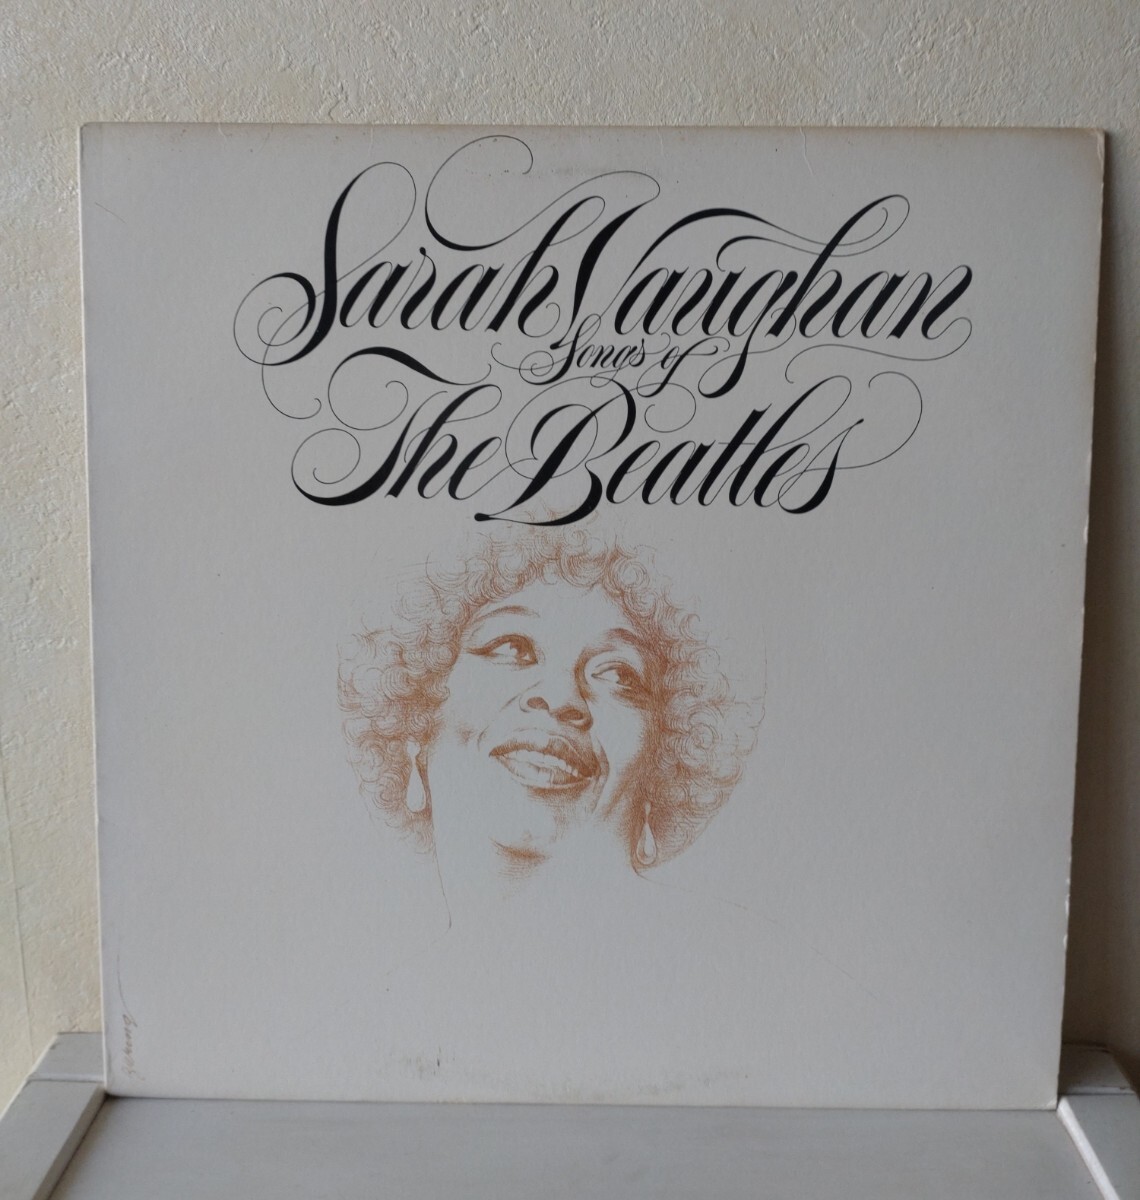 Sarah Vaughan
Songs of
The Beatles